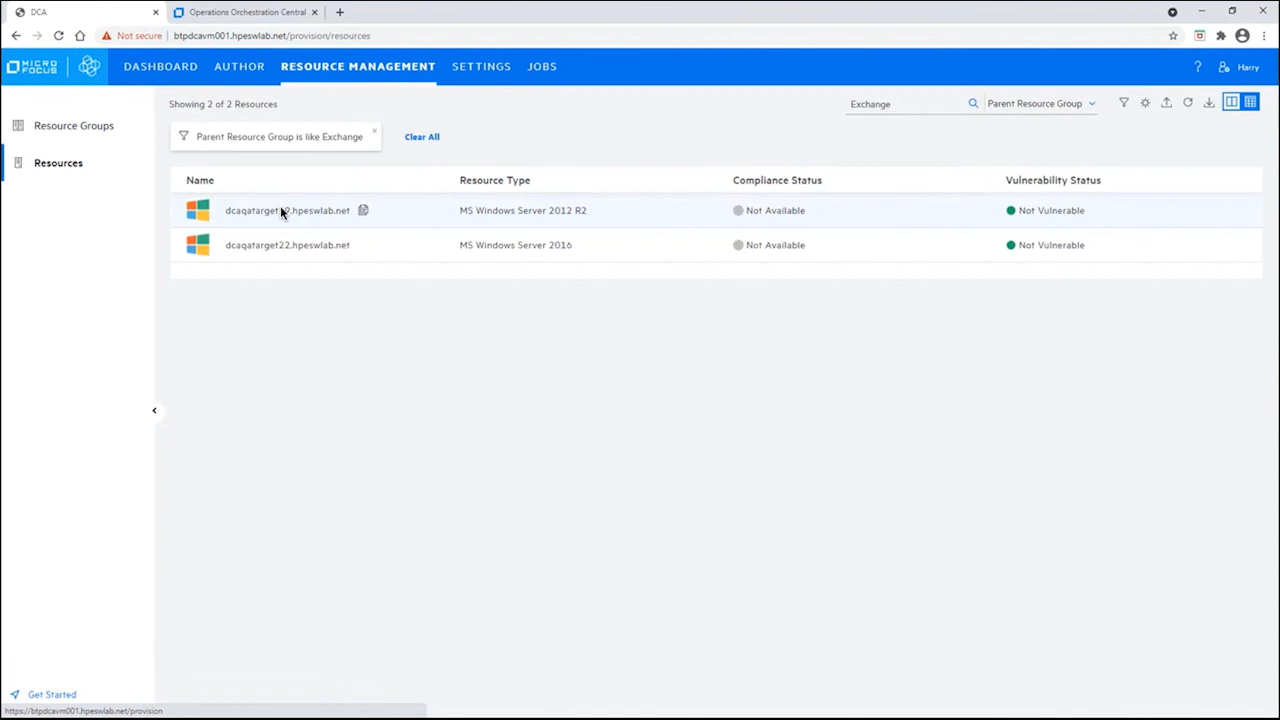 DCA
Operations Orchestration Central
Not secure
btpdcavm001.hpeswlab.net/provision/resources
MICRO FOCUS
DASHBOARD
AUTHOR
RESOURCE MANAGEMENT
SETTINGS
JOBS
?
Harry
Resource Groups
Resources
Showing 2 of 2 Resources
Exchange
Parent Resource Group
Parent Resource Group is like Exchange
Clear All
Name Resource Type Compliance Status Vulnerability Status
.hpeswlab.net MS Windows Server 2012 R2 Not Available Not Vulnerable
dcaqatarget22.hpeswlab.net MS Windows Server 2016 Not Available Not Vulnerable
Get Started
https://btpdcavm001.hpeswlab.net/provision